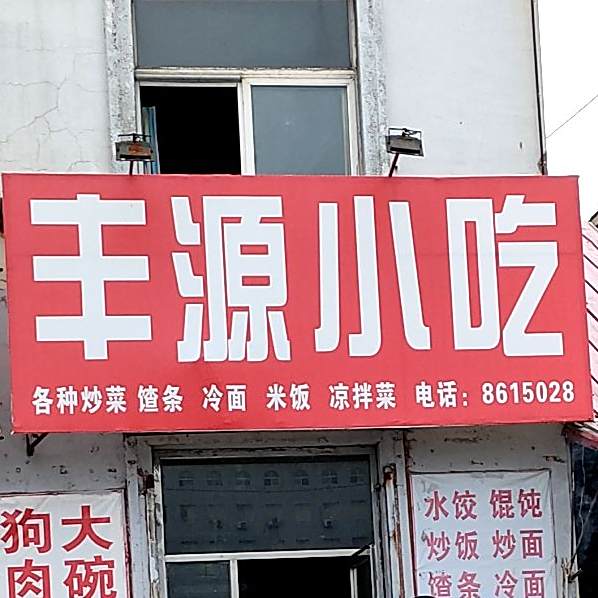 丰源小吃
各种炒菜 馇条 冷面 米饭 凉拌菜 电话：8615028
狗大
肉碗
水饺 馄饨
炒饭 炒面
馇条 冷面